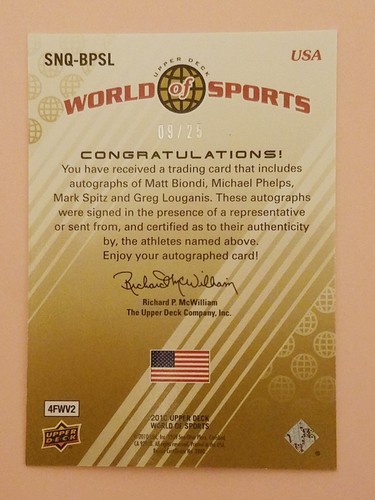 SNQ-BPSL
USA
UPPER DECK
WORLD of SPORTS
09/25
CONGRATULATIONS!
You have received a trading card that includes
autographs of Matt Biondi, Michael Phelps,
Mark Spitz and Greg Louganis. These autographs
were signed in the presence of a representative
or sent from, and certified as to their authenticity
by, the athletes named above.
Enjoy your autographed card!
Richard P. McWilliam
Richard P. McWilliam
The Upper Deck Company, Inc.
4FWV2
UPPER
DECK
2010 UPPER DECK
WORLD OF SPORTS